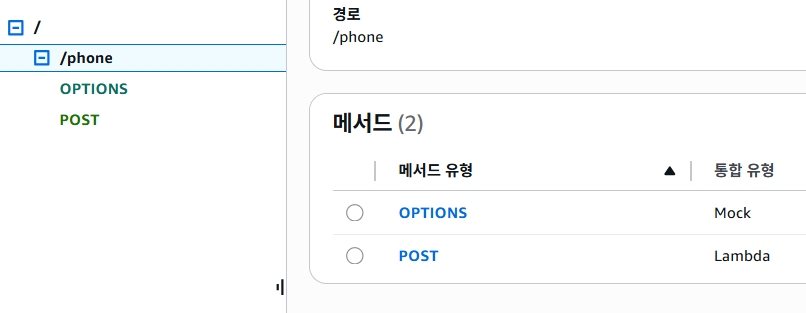 /
/phone
OPTIONS
POST
경로
/phone
메서드 (2)
메서드 유형 통합 유형
OPTIONS Mock
POST Lambda